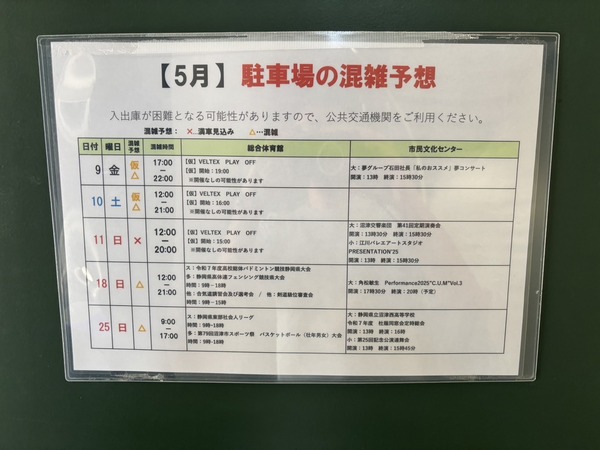 【5月】駐車場の混雑予想
入出庫が困難となる可能性がありますので、公共交通機関をご利用ください。
混雑予想： ×…満車見込み △…混雑
日付 曜日 混雑予想 混雑時間 総合体育館 市民文化センター
9 金 仮△ 17:00－22:00
【仮】VELTEX PLAY OFF
【仮】開始：19:00
※開催なしの可能性があります
大：夢グループ石田社長「私のおススメ」夢コンサート
開演：13時 終演：15時30分
10 土 仮△ 12:00－21:00
【仮】VELTEX PLAY OFF
【仮】開始：16:00
※開催なしの可能性があります
11 日 × 12:00－20:00
【仮】VELTEX PLAY OFF
【仮】開始：15:00
※開催なしの可能性があります
大：沼津交響楽団 第41回定期演奏会
開演：13時30分 終演：15時30分
小：江川バレエアートスタジオ
PRESENTATION'25
開演：13時30分 終演：15時30分
18 日 △ 12:00－21:00
ス：令和７年度高校総体バドミントン競技静岡県大会
多：静岡県高体連フェンシング競技県大会
時間：9時－18時
他：合気道講習会及び選考会 / 他：剣道級位審査会
時間：9時－15時
大：角松敏生 Performance2025"C.U.M"Vol.3
開演：17時30分 終演：20時（予定）
25 日 △ 9:00－17:00
ス：静岡県東部社会人リーグ
時間：9時-18時
多：第79回沼津市スポーツ祭 バスケットボール（壮年男女）大会
時間：9時-18時
大：静岡県立沼津西高等学校
令和７年度 社陵同窓会定時総会
開演：13時 終演：16時
小：第25回記念公演連舞会
開演：13時 終演：15時45分